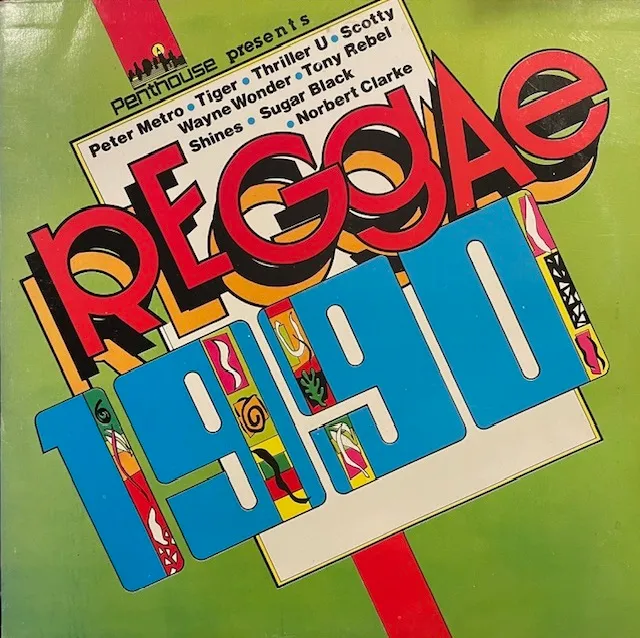 Penthouse presents
Peter Metro • Tiger • Thriller U • Scotty
Wayne Wonder • Tony Rebel
Shines • Sugar Black
• Norbert Clarke
REGGAE
1990